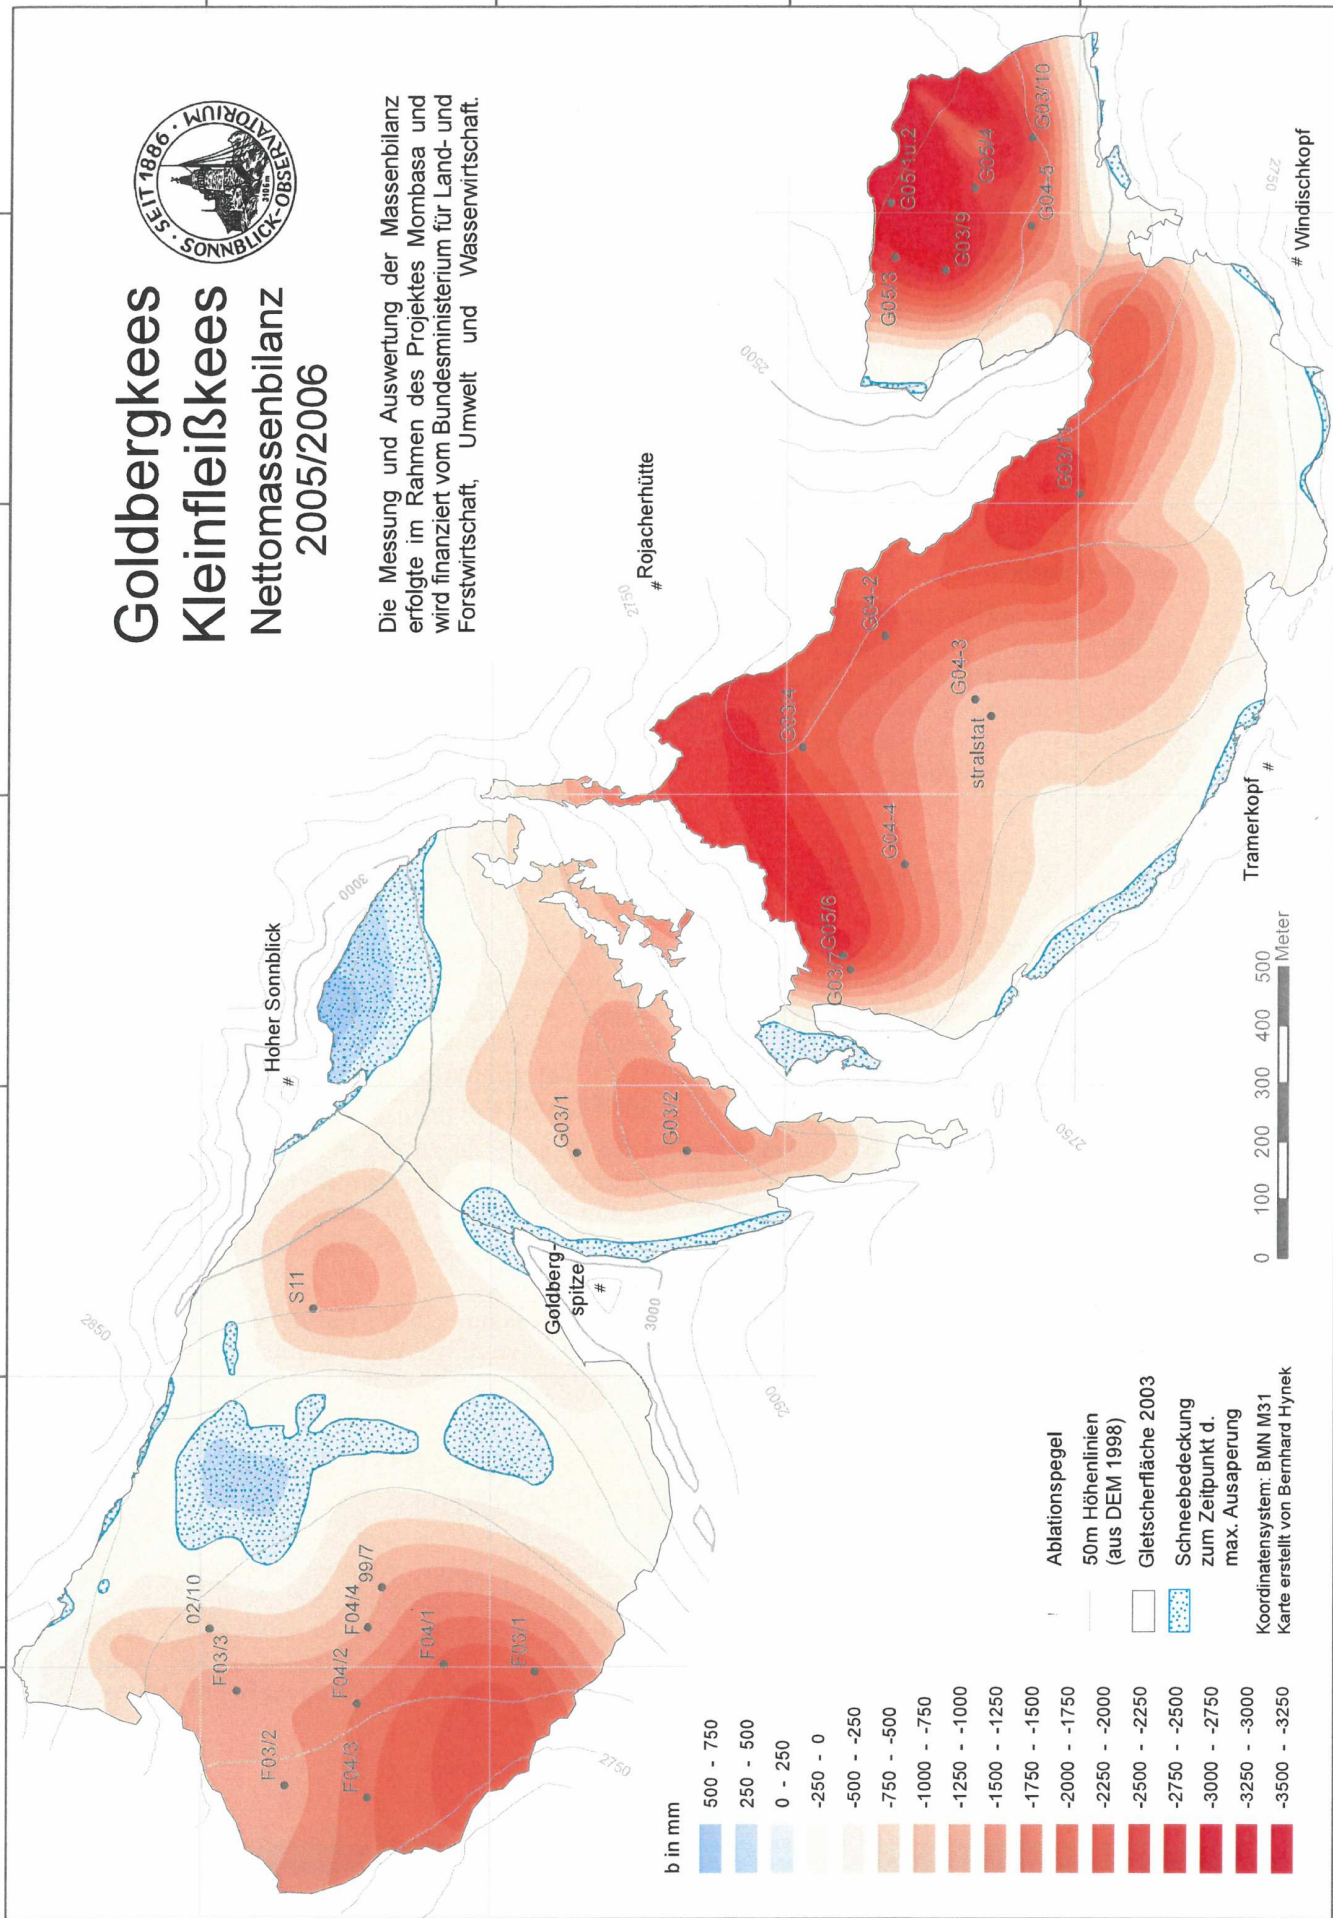 Goldbergkees
Kleinfleißkees
Nettomassenbilanz
2005/2006
· SEIT 1886 · SONNBLICK-OBSERVATORIUM
3106m
Die Messung und Auswertung der Massenbilanz
erfolgte im Rahmen des Projektes Mombasa und
wird finanziert vom Bundesministerium für Land- und
Forstwirtschaft, Umwelt und Wasserwirtschaft.
2850
Hoher Sonnblick
#
3000
2750
# Rojacherhütte
2500
02/10
F03/3
F03/2
F04/2
F04/4
99/7
F04/3
F04/1
F03/1
S11
Goldberg-
spitze
#
3000
2900
2750
G03/1
G03/2
2750
G03/7
G05/6
G04-4
G03/4
G04-2
G04-3
stralstat
G05/3
G05/1u.2
G03/9
G05/4
G04-5
G03/10
2750
# Windischkopf
Tramerkopf
#
b in mm
500 - 750
250 - 500
0 - 250
-250 - 0
-500 - -250
-750 - -500
-1000 - -750
-1250 - -1000
-1500 - -1250
-1750 - -1500
-2000 - -1750
-2250 - -2000
-2500 - -2250
-2750 - -2500
-3000 - -2750
-3250 - -3000
-3500 - -3250
Ablationspegel
50m Höhenlinien
(aus DEM 1998)
Gletscherfläche 2003
Schneebedeckung
zum Zeitpunkt d.
max. Ausaperung
Koordinatensystem: BMN M31
Karte erstellt von Bernhard Hynek
0 100 200 300 400 500
Meter